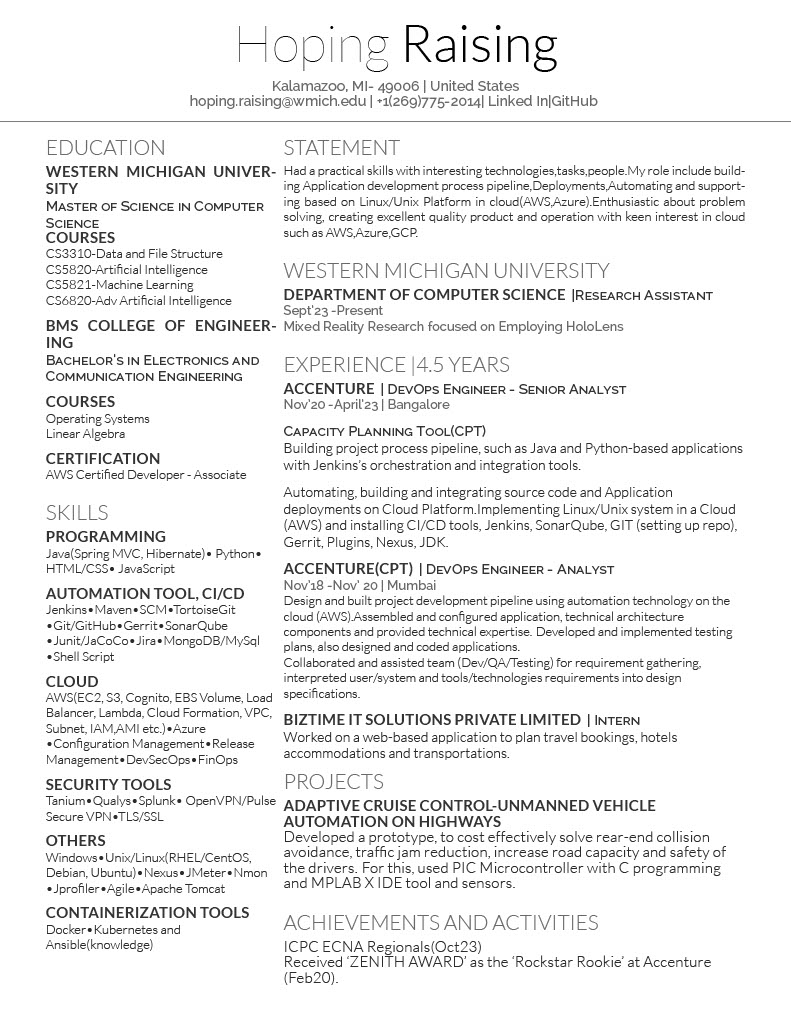 Hoping Raising
Kalamazoo, MI- 49006 | United States
hoping.raising@wmich.edu | +1(269)775-2014| Linked In|GitHub
EDUCATION
WESTERN MICHIGAN UNIVER-
SITY
Master of Science in Computer
Science
COURSES
CS3310-Data and File Structure
CS5820-Artificial Intelligence
CS5821-Machine Learning
CS6820-Adv Artificial Intelligence
BMS COLLEGE OF ENGINEER-
ING
Bachelor's in Electronics and
Communication Engineering
COURSES
Operating Systems
Linear Algebra
CERTIFICATION
AWS Certified Developer - Associate
SKILLS
PROGRAMMING
Java(Spring MVC, Hibernate)• Python•
HTML/CSS• JavaScript
AUTOMATION TOOL, CI/CD
Jenkins•Maven•SCM•TortoiseGit
•Git/GitHub•Gerrit•SonarQube
•Junit/JaCoCo•Jira•MongoDB/MySql
•Shell Script
CLOUD
AWS(EC2, S3, Cognito, EBS Volume, Load
Balancer, Lambda, Cloud Formation, VPC,
Subnet, IAM,AMI etc.)•Azure
•Configuration Management•Release
Management•DevSecOps•FinOps
SECURITY TOOLS
Tanium•Qualys•Splunk• OpenVPN/Pulse
Secure VPN•TLS/SSL
OTHERS
Windows•Unix/Linux(RHEL/CentOS,
Debian, Ubuntu)•Nexus•JMeter•Nmon
•Jprofiler•Agile•Apache Tomcat
CONTAINERIZATION TOOLS
Docker•Kubernetes and
Ansible(knowledge)
STATEMENT
Had a practical skills with interesting technologies,tasks,people.My role include build-
ing Application development process pipeline,Deployments,Automating and support-
ing based on Linux/Unix Platform in cloud(AWS,Azure).Enthusiastic about problem
solving, creating excellent quality product and operation with keen interest in cloud
such as AWS,Azure,GCP.
WESTERN MICHIGAN UNIVERSITY
DEPARTMENT OF COMPUTER SCIENCE |Research Assistant
Sept'23 -Present
Mixed Reality Research focused on Employing HoloLens
EXPERIENCE |4.5 YEARS
ACCENTURE | DevOps Engineer - Senior Analyst
Nov'20 -April'23 | Bangalore
Capacity Planning Tool(CPT)
Building project process pipeline, such as Java and Python-based applications
with Jenkins's orchestration and integration tools.
Automating, building and integrating source code and Application
deployments on Cloud Platform.Implementing Linux/Unix system in a Cloud
(AWS) and installing CI/CD tools, Jenkins, SonarQube, GIT (setting up repo),
Gerrit, Plugins, Nexus, JDK.
ACCENTURE(CPT) | DevOps Engineer - Analyst
Nov'18 -Nov' 20 | Mumbai
Design and built project development pipeline using automation technology on the
cloud (AWS).Assembled and configured application, technical architecture
components and provided technical expertise. Developed and implemented testing
plans, also designed and coded applications.
Collaborated and assisted team (Dev/QA/Testing) for requirement gathering,
interpreted user/system and tools/technologies requirements into design
specifications.
BIZTIME IT SOLUTIONS PRIVATE LIMITED | Intern
Worked on a web-based application to plan travel bookings, hotels
accommodations and transportations.
PROJECTS
ADAPTIVE CRUISE CONTROL-UNMANNED VEHICLE
AUTOMATION ON HIGHWAYS
Developed a prototype, to cost effectively solve rear-end collision
avoidance, traffic jam reduction, increase road capacity and safety of
the drivers. For this, used PIC Microcontroller with C programming
and MPLAB X IDE tool and sensors.
ACHIEVEMENTS AND ACTIVITIES
ICPC ECNA Regionals(Oct23)
Received 'ZENITH AWARD' as the 'Rockstar Rookie' at Accenture
(Feb20).